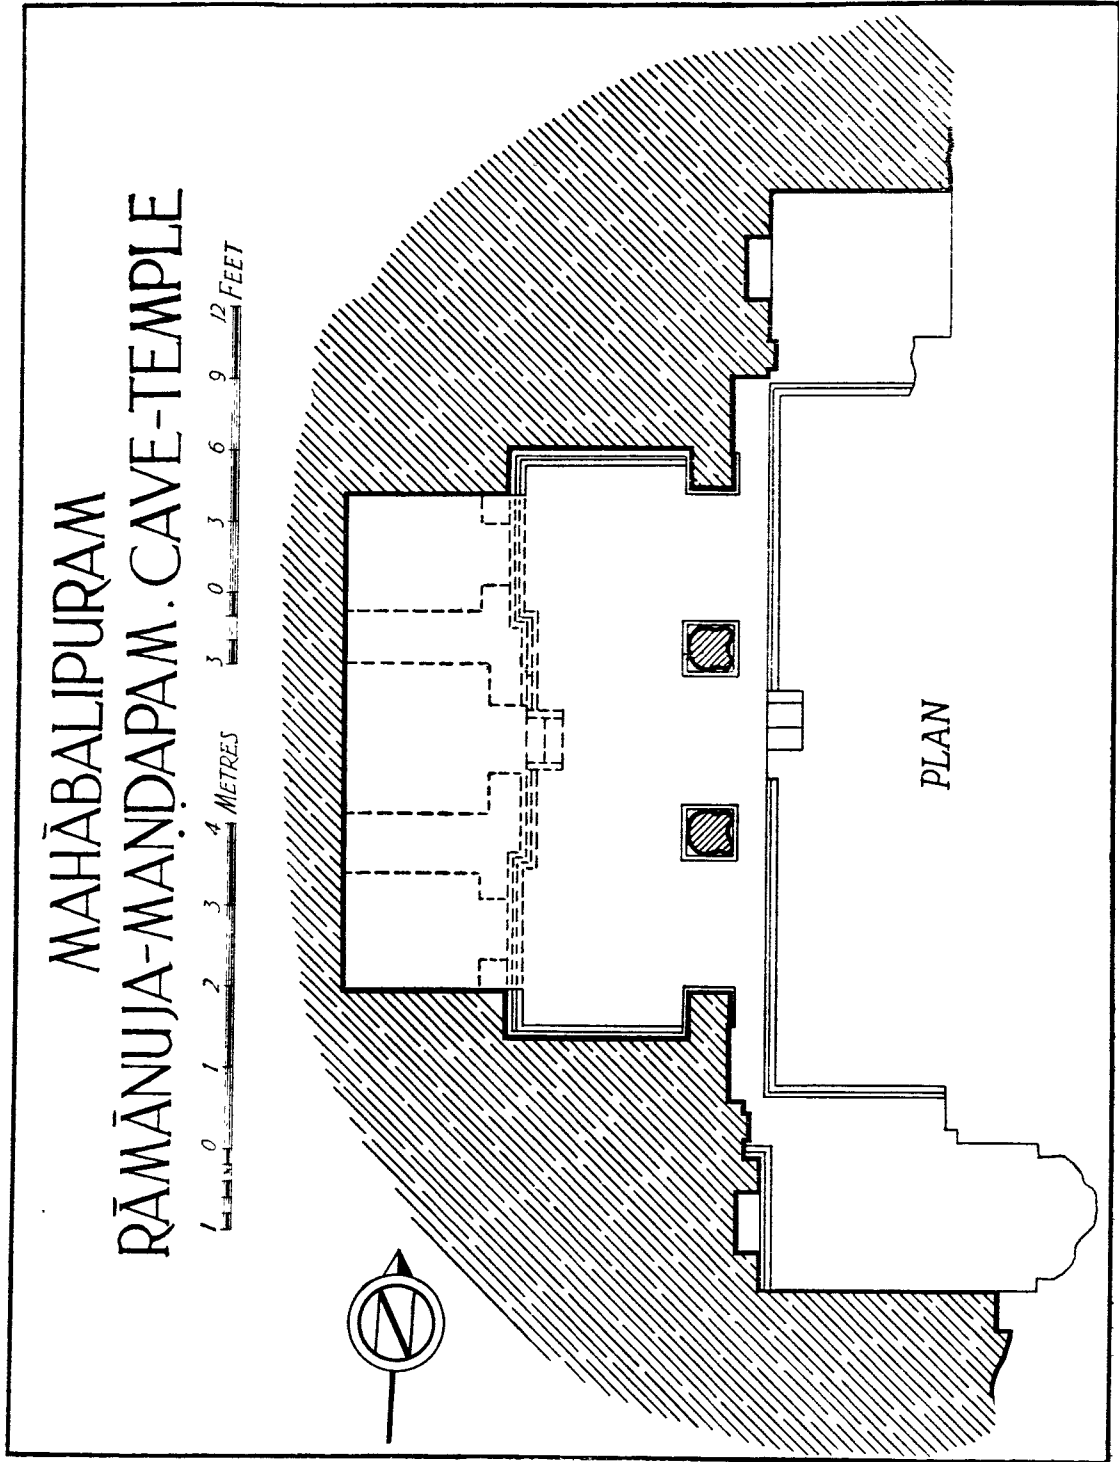 MAHĀBALIPURAM
RĀMĀNUJA-MAṆḌAPAM. CAVE-TEMPLE
1 0 1 2 3 4 METRES
3 0 3 6 9 12 FEET
N
PLAN